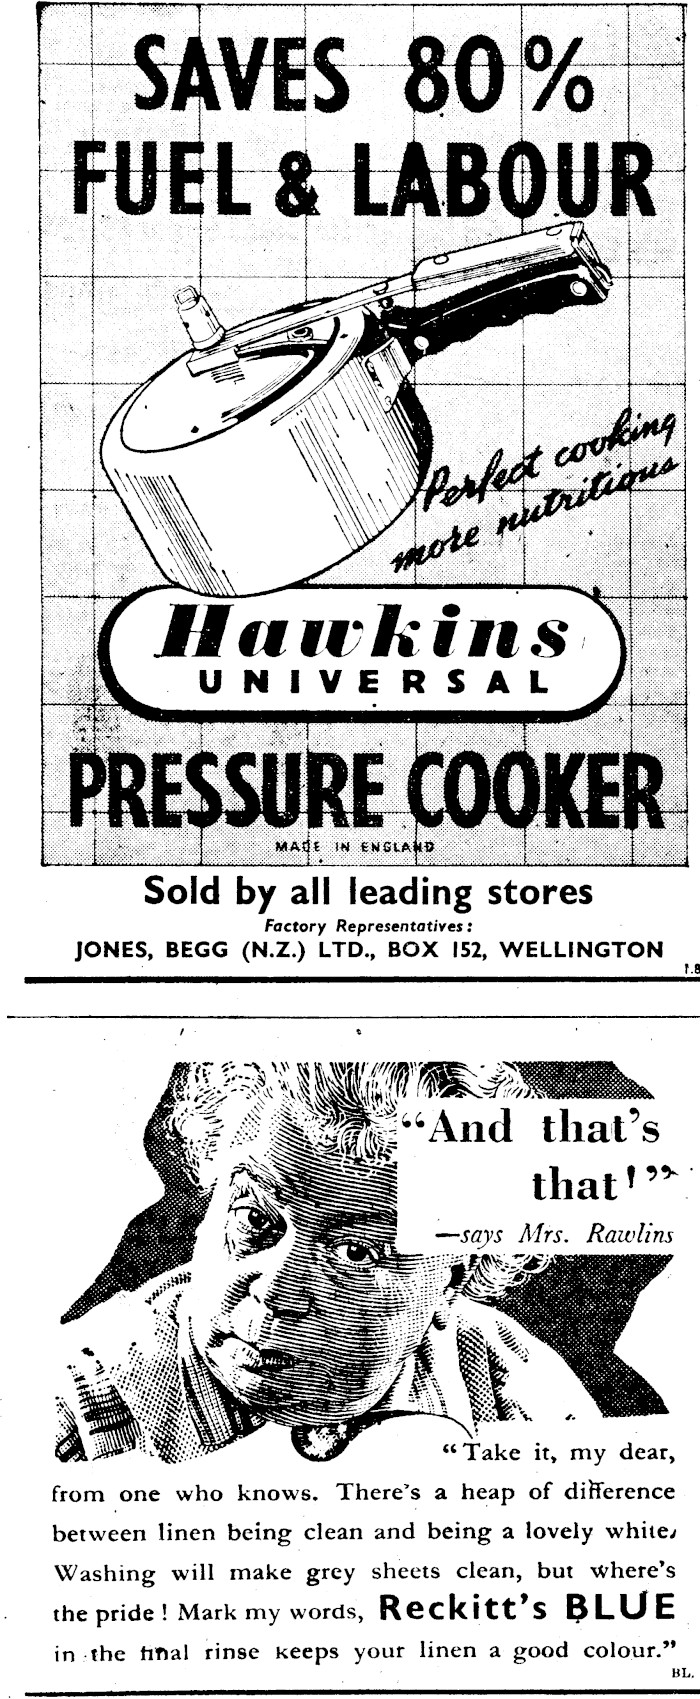 SAVES 80%
FUEL & LABOUR
Perfect cooking
more nutritious
Hawkins
UNIVERSAL
PRESSURE COOKER
MADE IN ENGLAND
Sold by all leading stores
Factory Representatives:
JONES, BEGG (N.Z.) LTD., BOX 152, WELLINGTON
“And that's
that!”
—says Mrs. Rawlins
“Take it, my dear,
from one who knows. There's a heap of difference
between linen being clean and being a lovely white.
Washing will make grey sheets clean, but where's
the pride! Mark my words, Reckitt's BLUE
in the final rinse keeps your linen a good colour.”
BL.